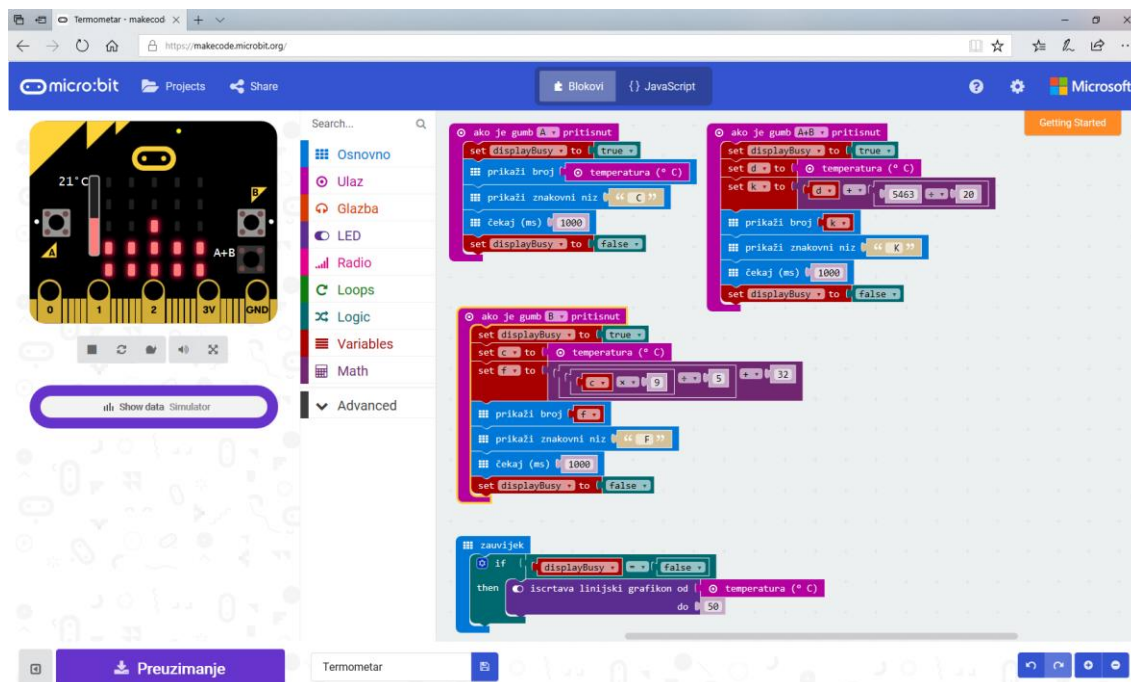 Termometar - makecod
https://makecode.microbit.org/
micro:bit Projects Share Blokovi {} JavaScript Microsoft
Getting Started
21°C
B
A
A+B
0 1 2 3V GND
Show data Simulator
Search...
Osnovno
Ulaz
Glazba
LED
Radio
Loops
Logic
Variables
Math
Advanced
ako je gumb A pritisnut
set displayBusy to true
prikaži broj temperatura (° C)
prikaži znakovni niz “ C ”
čekaj (ms) 1000
set displayBusy to false
ako je gumb A+B pritisnut
set displayBusy to true
set d to temperatura (° C)
set k to d + 5463 ÷ 20
prikaži broj k
prikaži znakovni niz “ K ”
čekaj (ms) 1000
set displayBusy to false
ako je gumb B pritisnut
set displayBusy to true
set c to temperatura (° C)
set f to c × 9 ÷ 5 + 32
prikaži broj f
prikaži znakovni niz “ F ”
čekaj (ms) 1000
set displayBusy to false
zauvijek
if displayBusy = false
then iscrtava linijski grafikon od temperatura (° C)
do 50
Preuzimanje
Termometar